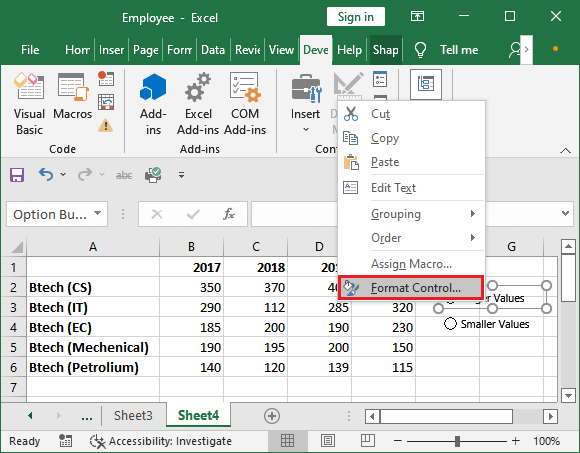 Employee - Excel Sign in
File Hom Inser Page Form Data Revie View Deve Help Shap Tell me
Visual Basic
Macros
Add-ins
Excel Add-ins
COM Add-ins
Insert
Code Add-ins
Cut
Copy
Paste
Edit Text
Grouping
Order
Assign Macro...
Format Control...
abc
Option Bu... fx
A B C D G
1 2017 2018
2 Btech (CS) 350 370
3 Btech (IT) 290 112 285 320
4 Btech (EC) 185 200 190 230
5 Btech (Mechenical) 190 195 200 150
6 Btech (Petrolium) 140 120 139 115
7
Values
Smaller Values
... Sheet3 Sheet4
Ready Accessibility: Investigate 100%